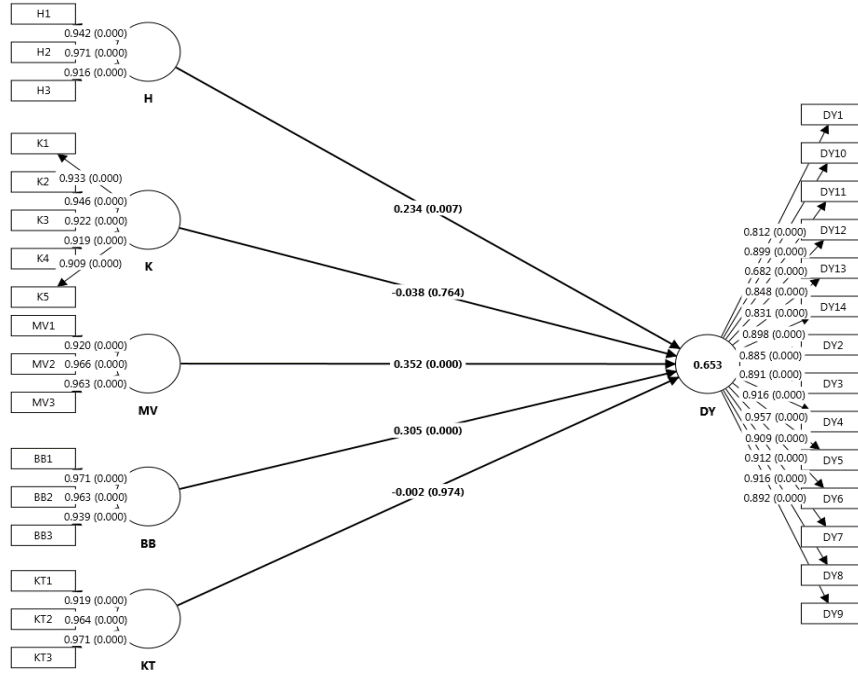 H1
0.942 (0.000)
H2
0.971 (0.000)
0.916 (0.000)
H3
H
K1
0.933 (0.000)
K2
0.946 (0.000)
K3
0.922 (0.000)
0.919 (0.000)
K4
0.909 (0.000)
K5
K
MV1
0.920 (0.000)
MV2
0.966 (0.000)
0.963 (0.000)
MV3
MV
BB1
0.971 (0.000)
BB2
0.963 (0.000)
0.939 (0.000)
BB3
BB
KT1
0.919 (0.000)
KT2
0.964 (0.000)
0.971 (0.000)
KT3
KT
0.234 (0.007)
-0.038 (0.764)
0.352 (0.000)
0.305 (0.000)
-0.002 (0.974)
0.653
DY
0.812 (0.000)
0.899 (0.000)
0.682 (0.000)
0.848 (0.000)
0.831 (0.000)
0.898 (0.000)
0.885 (0.000)
0.891 (0.000)
0.916 (0.000)
0.957 (0.000)
0.909 (0.000)
0.912 (0.000)
0.916 (0.000)
0.892 (0.000)
DY1
DY10
DY11
DY12
DY13
DY14
DY2
DY3
DY4
DY5
DY6
DY7
DY8
DY9